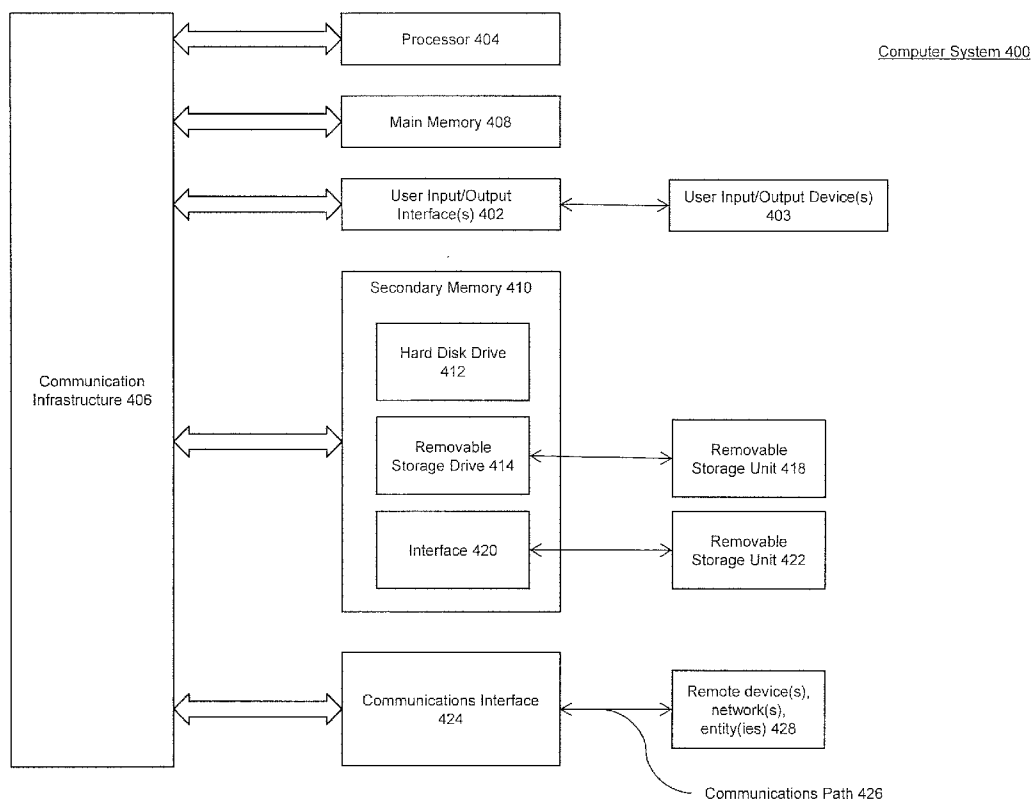 Processor 404
Computer System 400
Main Memory 408
User Input/Output
Interface(s) 402
User Input/Output Device(s)
403
Secondary Memory 410
Hard Disk Drive
412
Communication
Infrastructure 406
Removable
Storage Drive 414
Removable
Storage Unit 418
Interface 420
Removable
Storage Unit 422
Communications Interface
424
Remote device(s),
network(s),
entity(ies) 428
Communications Path 426